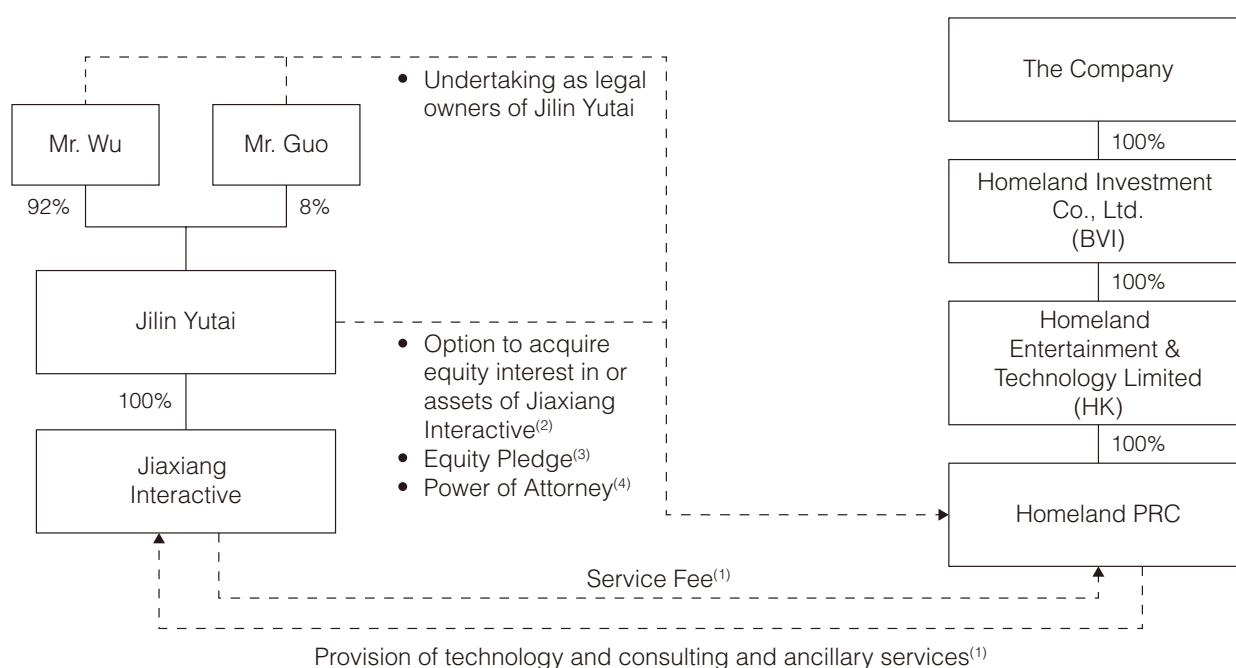 • Undertaking as legal
owners of Jilin Yutai
The Company
Mr. Wu
Mr. Guo
100%
92%
8%
Homeland Investment
Co., Ltd.
(BVI)
100%
Jilin Yutai
Homeland
Entertainment &
Technology Limited
(HK)
• Option to acquire
equity interest in or
assets of Jiaxiang
Interactive(2)
• Equity Pledge(3)
• Power of Attorney(4)
100%
100%
Jiaxiang
Interactive
Homeland PRC
Service Fee(1)
Provision of technology and consulting and ancillary services(1)